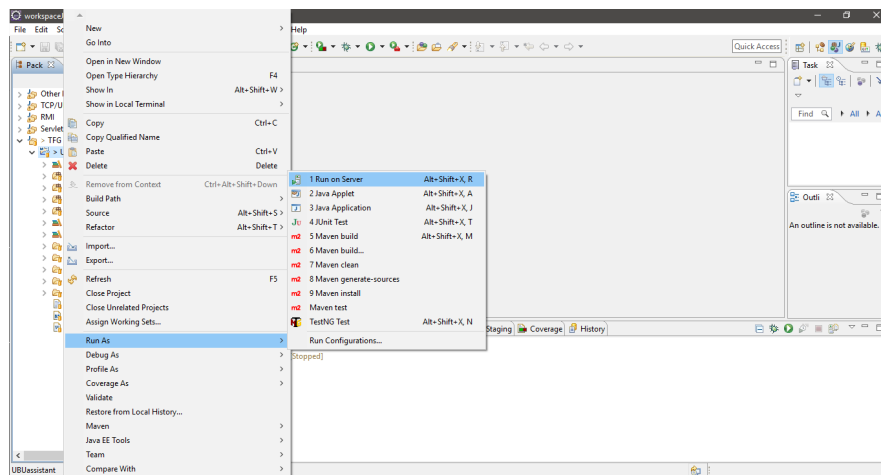 workspace
File Edit
Help
Quick Access
Pack
Other
TCP/U
RMI
Servlet
> TFG
New
Go Into
Open in New Window
Open Type Hierarchy F4
Show In Alt+Shift+W >
Show in Local Terminal
Copy Ctrl+C
Copy Qualified Name
Paste Ctrl+V
Delete Delete
Remove from Context Ctrl+Alt+Shift+Down
Build Path
Source Alt+Shift+S >
Refactor Alt+Shift+T >
Import...
Export...
Refresh F5
Close Project
Close Unrelated Projects
Assign Working Sets...
Run As
Debug As
Profile As
Coverage As
Validate
Restore from Local History...
Maven
Java EE Tools
Team
Compare With
1 Run on Server Alt+Shift+X, R
2 Java Applet Alt+Shift+X, A
3 Java Application Alt+Shift+X, J
Ju 4 JUnit Test Alt+Shift+X, T
m2 5 Maven build Alt+Shift+X, M
m2 6 Maven build...
m2 7 Maven clean
m2 8 Maven generate-sources
m2 9 Maven install
m2 Maven test
TestNG Test Alt+Shift+X, N
Run Configurations...
Staging Coverage History
Stopped]
Task
Find All A
Outli
An outline is not available.
UBUassistant